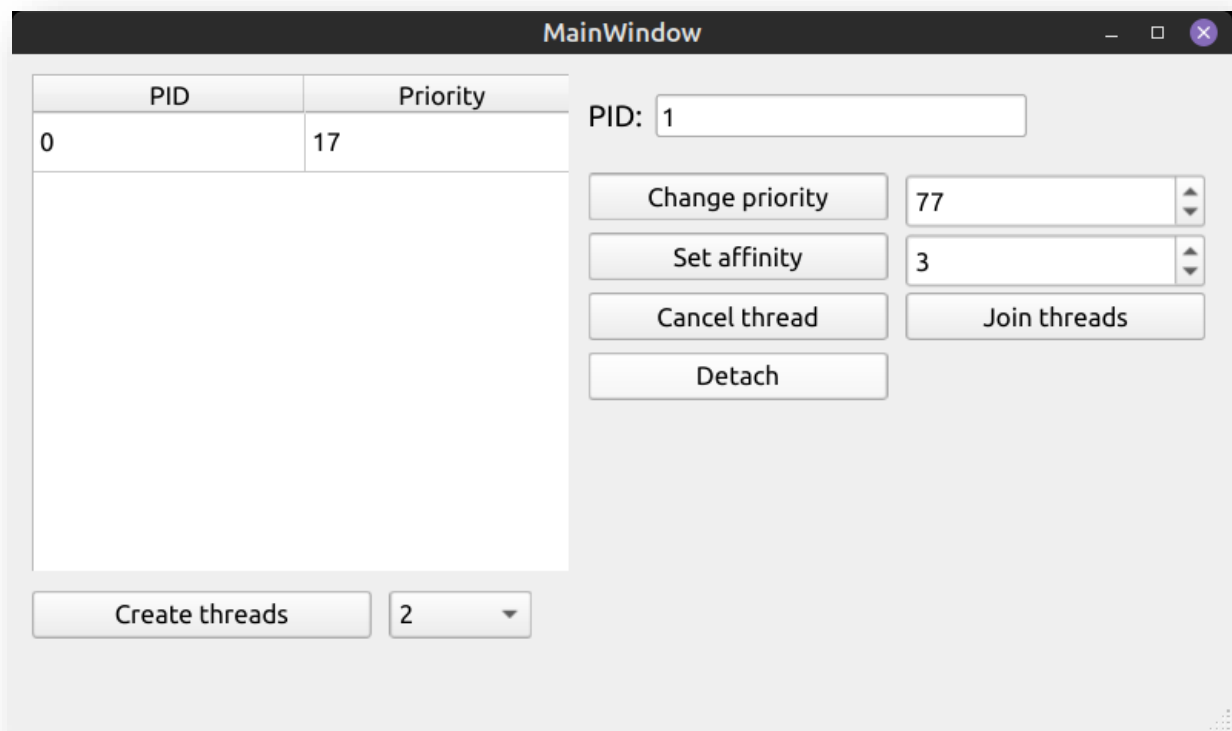 MainWindow
PID Priority
0 17
PID: 1
Change priority 77
Set affinity 3
Cancel thread Join threads
Detach
Create threads 2